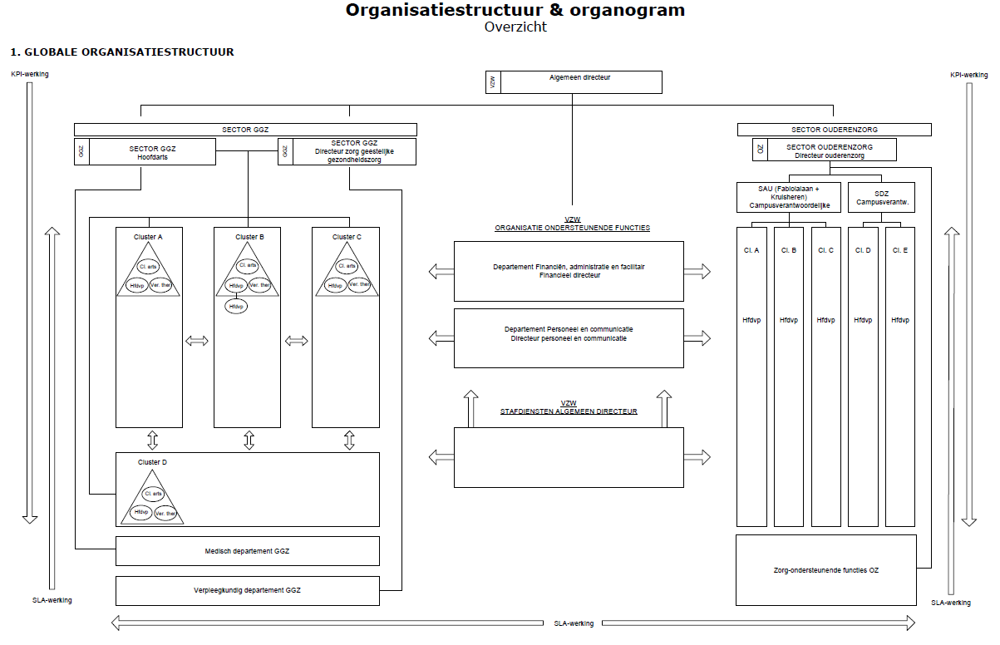 Organisatiestructuur & organogram
Overzicht
1. GLOBALE ORGANISATIESTRUCTUUR
KPI-werking
KPI-werking
VZW
Algemeen directeur
SECTOR GGZ
SECTOR OUDERENZORG
GGZ
SECTOR GGZ
Hoofdarts
GGZ
SECTOR GGZ
Directeur zorg geestelijke
gezondheidszorg
OZ
SECTOR OUDERENZORG
Directeur ouderenzorg
SAU (Fabiolalaan +
Kruisheren)
Campusverantwoordelijke
SDZ
Campusverantw.
Cluster A
Cl. arts
Hfdvp
Ver. ther
Cluster B
Cl. arts
Hfdvp
Ver. ther
Hfdvp
Cluster C
Cl. arts
Hfdvp
Ver. ther
VZW
ORGANISATIE ONDERSTEUNENDE FUNCTIES
Departement Financiën, administratie en facilitair
Financieel directeur
Departement Personeel en communicatie
Directeur personeel en communicatie
VZW
STAFDIENSTEN ALGEMEEN DIRECTEUR
Cl. A
Cl. B
Cl. C
Cl. D
Cl. E
Hfdvp
Hfdvp
Hfdvp
Hfdvp
Hfdvp
Cluster D
Cl. arts
Hfdvp
Ver. ther
Medisch departement GGZ
Verpleegkundig departement GGZ
Zorg-ondersteunende functies OZ
SLA-werking
SLA-werking
SLA-werking